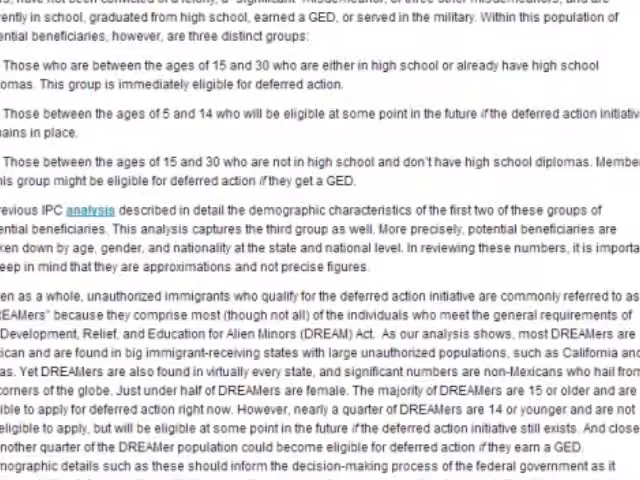 have not been convicted of a felony, a "significant" misdemeanor, or three other misdemeanors, and are
rently in school, graduated from high school, earned a GED, or served in the military. Within this population of
ential beneficiaries, however, are three distinct groups:
Those who are between the ages of 15 and 30 who are either in high school or already have high school
omas. This group is immediately eligible for deferred action.
Those between the ages of 5 and 14 who will be eligible at some point in the future if the deferred action initiativ
ains in place.
Those between the ages of 15 and 30 who are not in high school and don't have high school diplomas. Membe
his group might be eligible for deferred action if they get a GED.
revious IPC analysis described in detail the demographic characteristics of the first two of these groups of
ential beneficiaries. This analysis captures the third group as well. More precisely, potential beneficiaries are
ken down by age, gender, and nationality at the state and national level. In reviewing these numbers, it is importa
eep in mind that they are approximations and not precise figures.
en as a whole, unauthorized immigrants who qualify for the deferred action initiative are commonly referred to as
EAMers" because they comprise most (though not all) of the individuals who meet the general requirements of
Development, Relief, and Education for Alien Minors (DREAM) Act. As our analysis shows, most DREAMers are
ican and are found in big immigrant-receiving states with large unauthorized populations, such as California and
as. Yet DREAMers are also found in virtually every state, and significant numbers are non-Mexicans who hail from
corners of the globe. Just under half of DREAMers are female. The majority of DREAMers are 15 or older and are
ible to apply for deferred action right now. However, nearly a quarter of DREAMers are 14 or younger and are not
eligible to apply, but will be eligible at some point in the future if the deferred action initiative still exists. And close
nother quarter of the DREAMer population could become eligible for deferred action if they earn a GED.
mographic details such as these should inform the decision-making process of the federal government as it